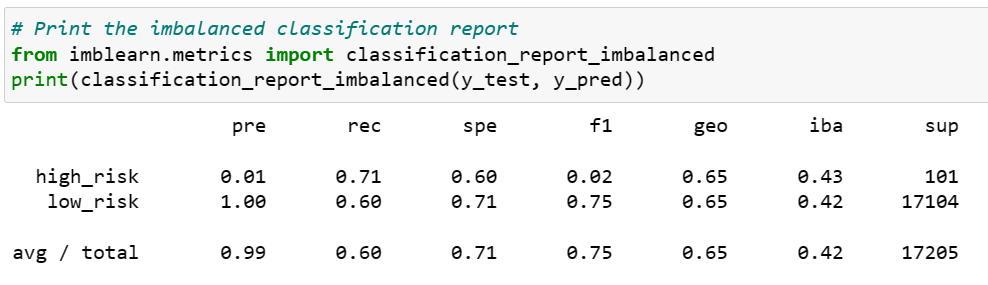 # Print the imbalanced classification report
from imblearn.metrics import classification_report_imbalanced
print(classification_report_imbalanced(y_test, y_pred))
pre rec spe f1 geo iba sup
high_risk 0.01 0.71 0.60 0.02 0.65 0.43 101
low_risk 1.00 0.60 0.71 0.75 0.65 0.42 17104
avg / total 0.99 0.60 0.71 0.75 0.65 0.42 17205